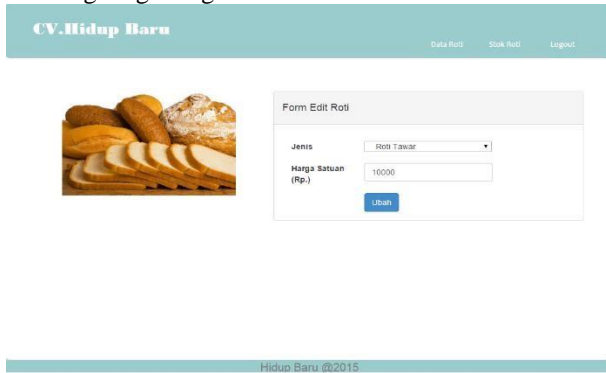 CV.Hidup Baru
Data Roti Stok Roti Logout
Form Edit Roti
Jenis Roti Tawar
Harga Satuan (Rp.) 10000
Ubah
Hidup Baru @2015